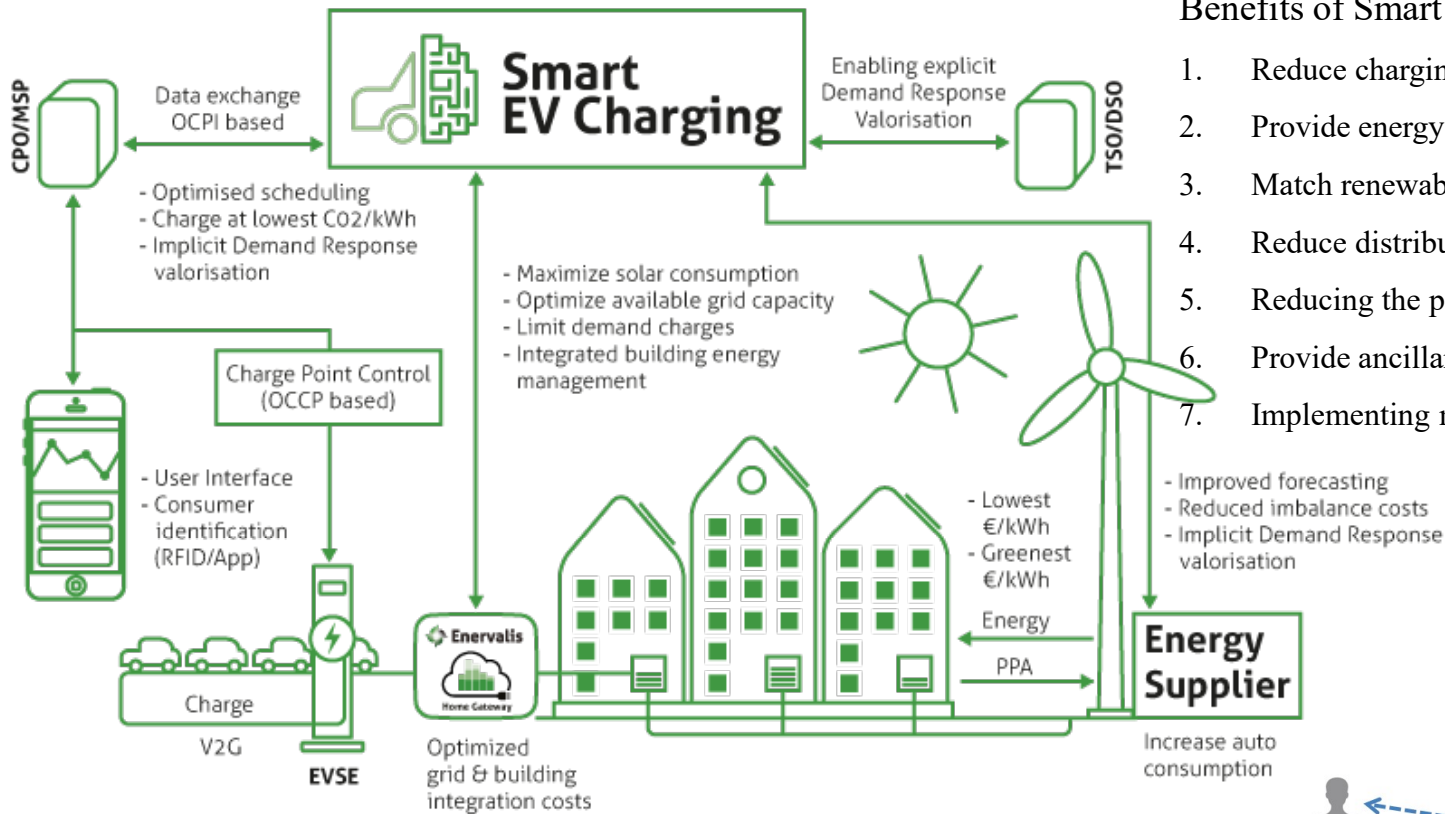 Benefits of Smart
1. Reduce
2. Provide energy
3. Match
4. Reduce
5. Reducing the
6. Provide
7. Implementing
Smart
EV Charging
CPO/MSP
Data exchange
OCPI based
- Optimised scheduling
- Charge at lowest C02/kWh
- Implicit Demand Response
valorisation
Enabling explicit
Demand Response
Valorisation
TSO/DSO
- Maximize solar consumption
- Optimize available grid capacity
- Limit demand charges
- Integrated building energy
management
Charge Point Control
(OCCP based)
- User Interface
- Consumer
identification
(RFID/App)
- Lowest
€/kWh
- Greenest
€/kWh
Energy
PPA
- Improved forecasting
- Reduced imbalance costs
- Implicit Demand Response
valorisation
Enervalis
Home Gateway
Energy
Supplier
Charge
V2G
EVSE
Optimized
grid & building
integration costs
Increase auto
consumption